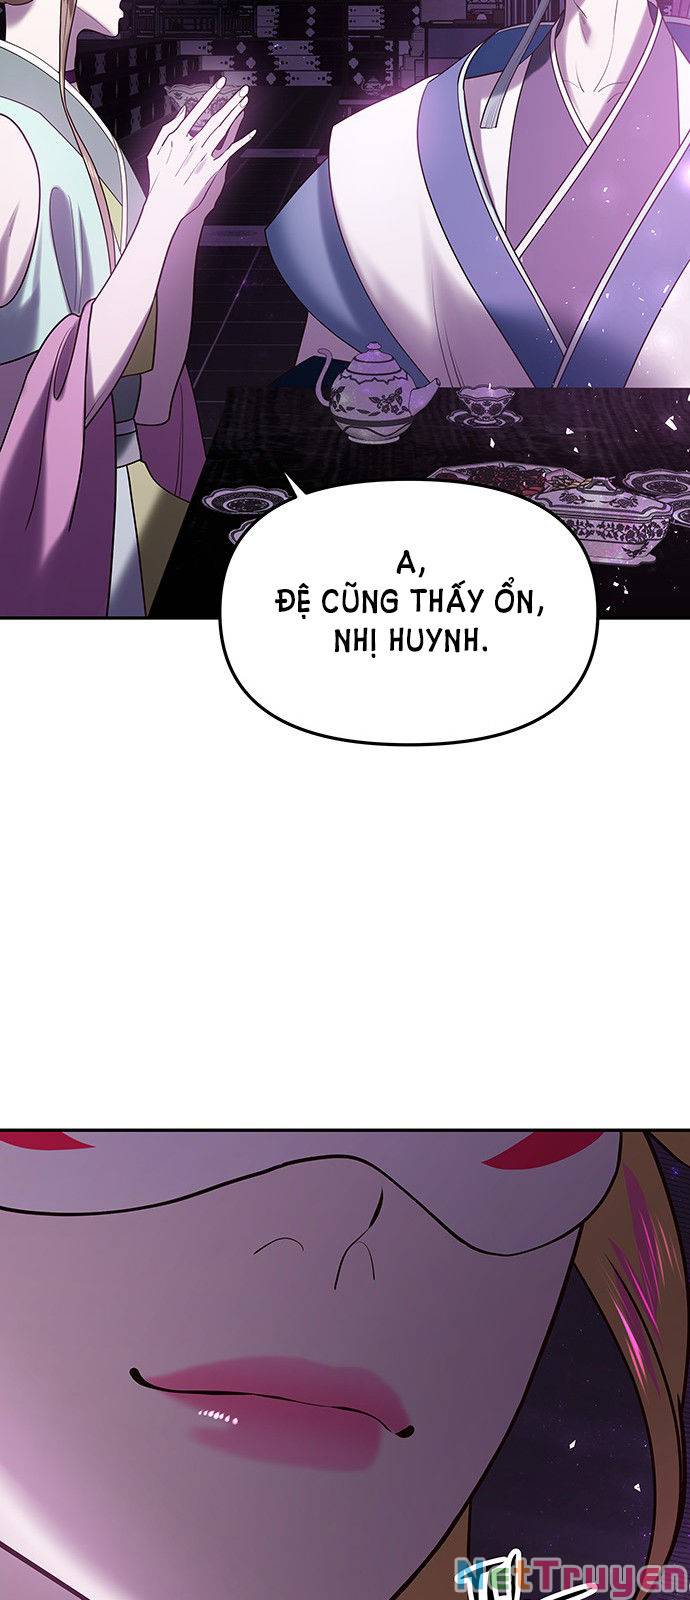 A,
ĐỆ CŨNG THẤY ỔN,
NHỊ HUYNH.
NetTruyen